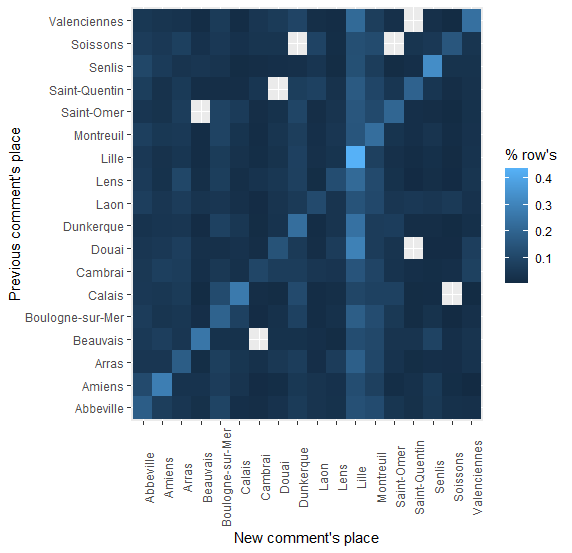 Previous comment's place
Valenciennes
Soissons
Senlis
Saint-Quentin
Saint-Omer
Montreuil
Lille
Lens
Laon
Dunkerque
Douai
Cambrai
Calais
Boulogne-sur-Mer
Beauvais
Arras
Amiens
Abbeville
% row's
0.4
0.3
0.2
0.1
Abbeville
Amiens
Arras
Beauvais
Boulogne-sur-Mer
Calais
Cambrai
Douai
Dunkerque
Laon
Lens
Lille
Montreuil
Saint-Omer
Saint-Quentin
Senlis
Soissons
Valenciennes
New comment's place